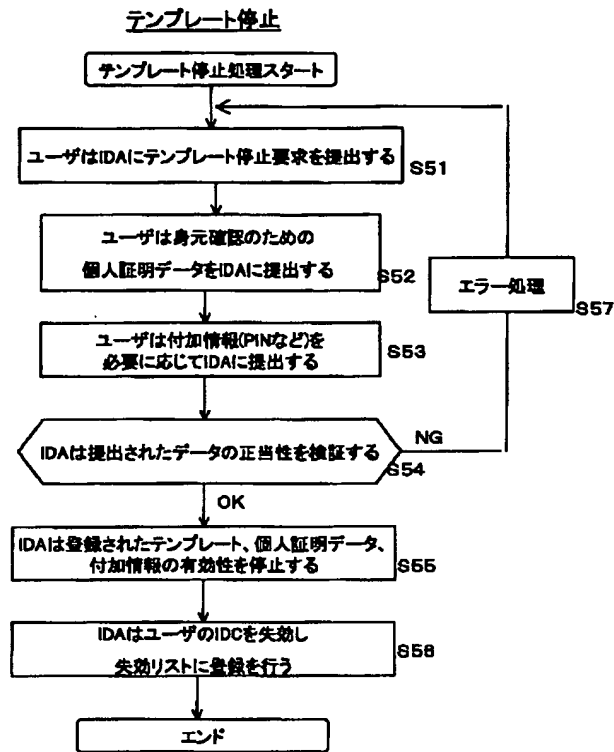 テンプレート停止
テンプレート停止処理スタート
ユーザはIDAにテンプレート停止要求を提出する
S51
ユーザは身元確認のための
個人証明データをIDAに提出する
S52
エラー処理
S57
ユーザは付加情報(PINなど)を
必要に応じてIDAに提出する
S53
IDAは提出されたデータの正当性を検証する
S54
NG
OK
IDAは登録されたテンプレート、個人証明データ、
付加情報の有効性を停止する
S55
IDAはユーザのIDCを失効し
失効リストに登録を行う
S56
エンド